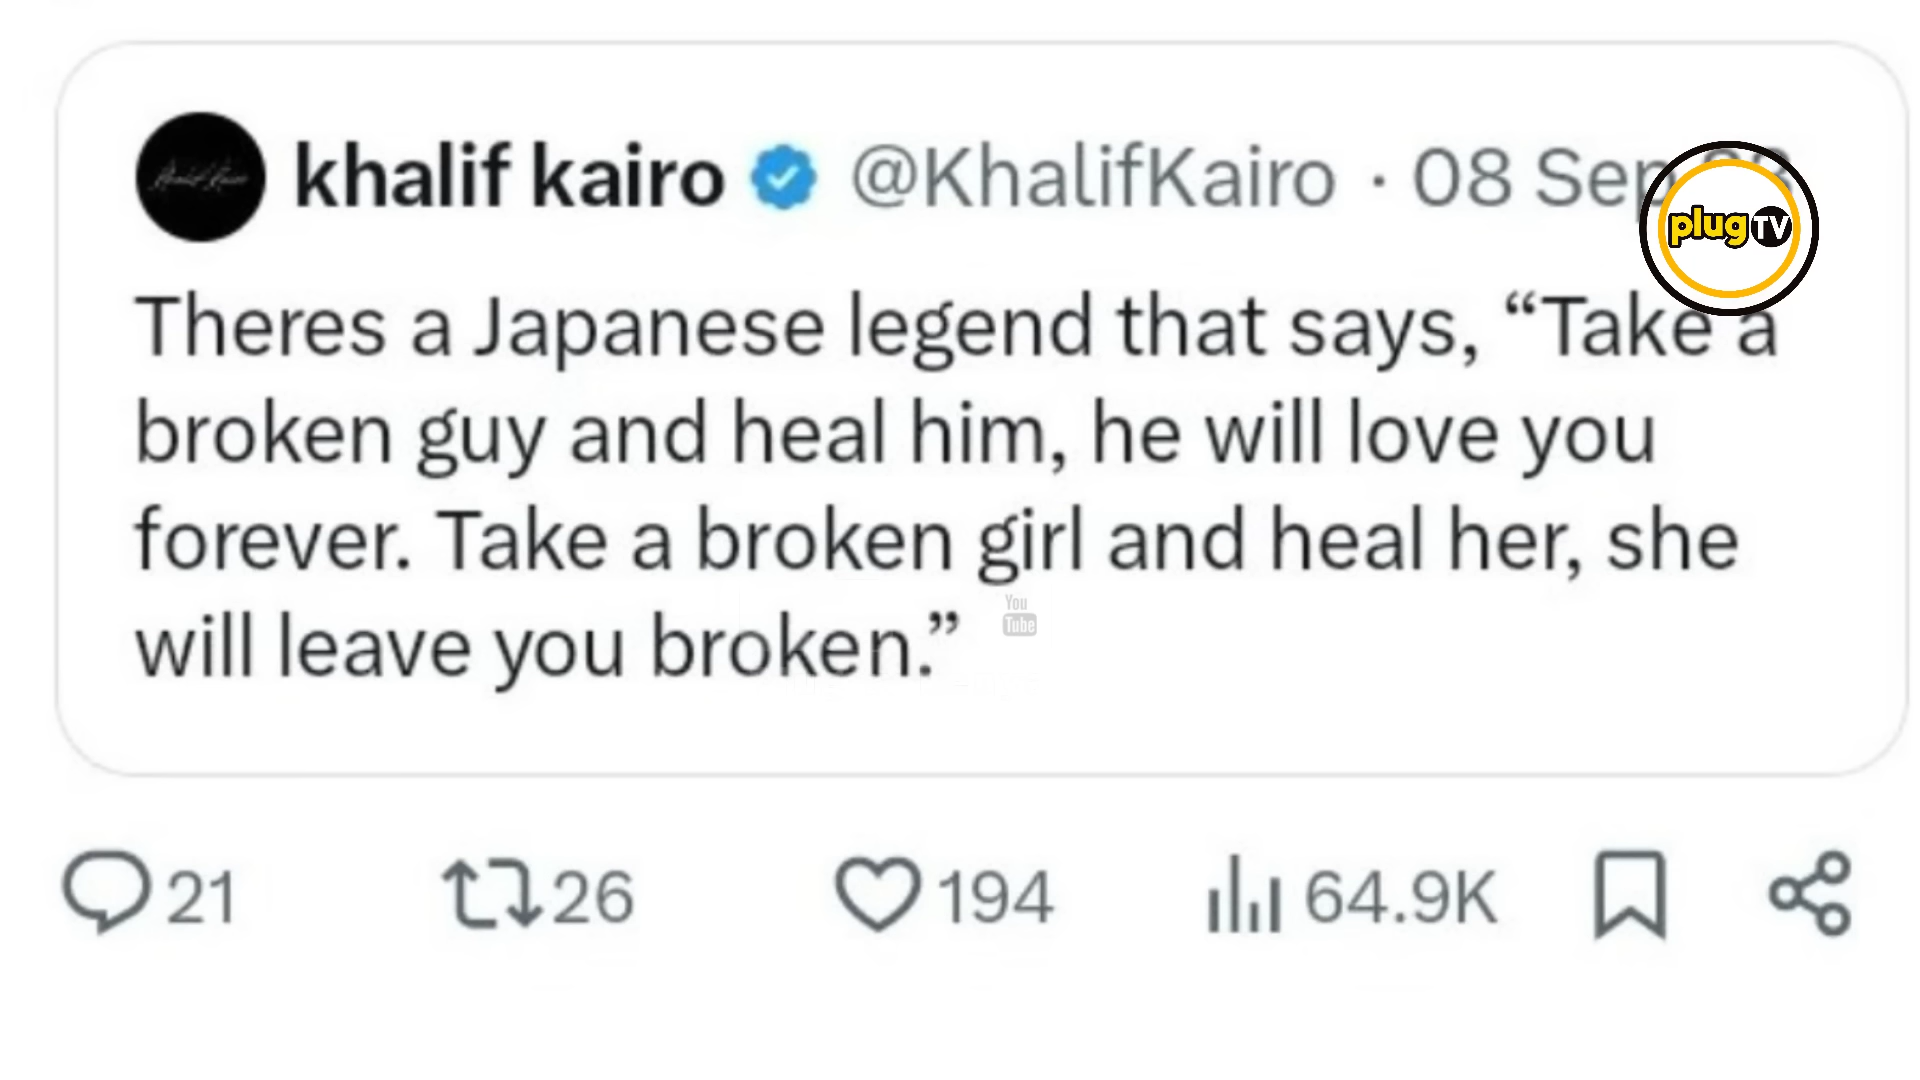 khalif kairo @KhalifKairo · 08 Sep
plug TV
Theres a Japanese legend that says, “Take a
broken guy and heal him, he will love you
forever. Take a broken girl and heal her, she
will leave you broken.”
You
Tube
21 26 194 64.9K